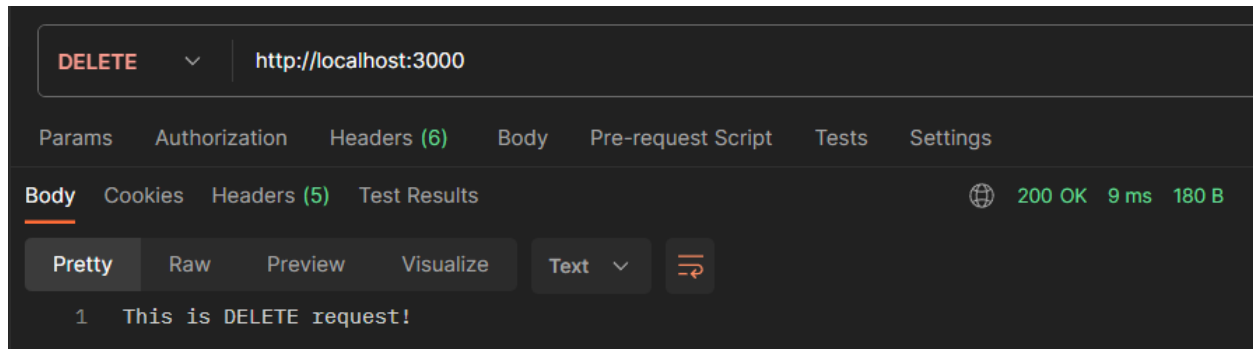 DELETE http://localhost:3000
Params Authorization Headers (6) Body Pre-request Script Tests Settings
Body Cookies Headers (5) Test Results 200 OK 9 ms 180 B
Pretty Raw Preview Visualize Text
1 This is DELETE request!